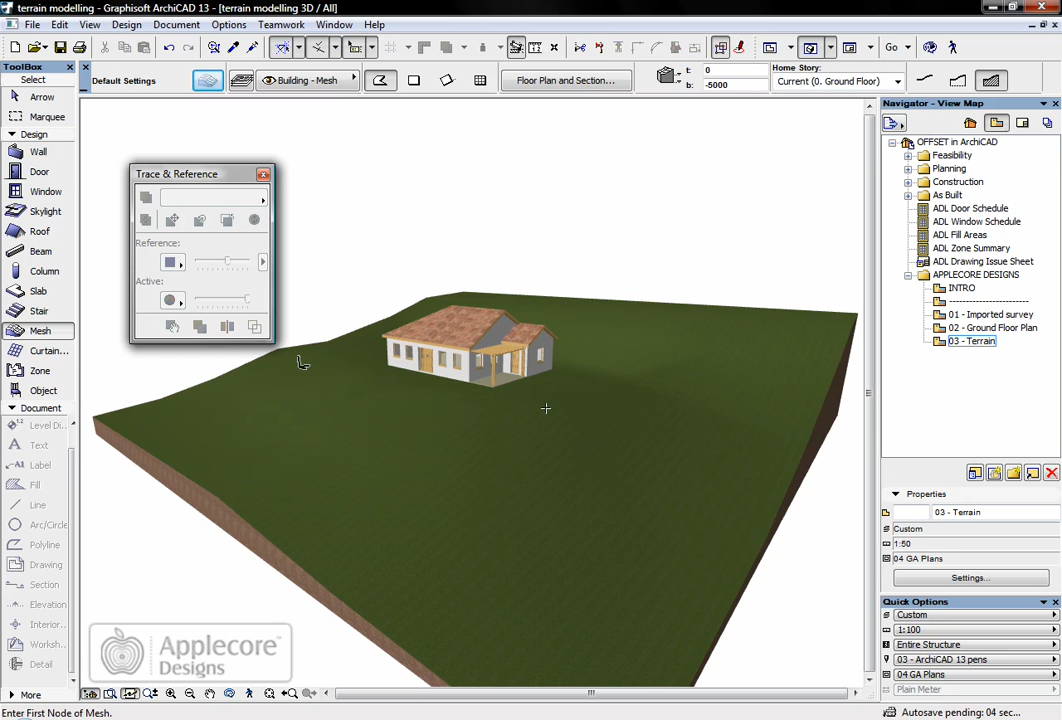 terrain modelling - Graphisoft ArchiCAD 13 - [terrain modelling 3D / All]
File Edit View Design Document Options Teamwork Window Help
ToolBox
Select
Arrow
Marquee
Design
Wall
Door
Window
Skylight
Roof
Beam
Column
Slab
Stair
Mesh
Curtain...
Zone
Object
Document
Level Di...
Text
Label
Fill
Line
Arc/Circle
Polyline
Drawing
Section
Elevation
Interior...
Worksh...
Detail
More
Default Settings
Building - Mesh
Floor Plan and Section...
t: 0
b: -5000
Home Story:
Current (0. Ground Floor)
Go
Trace & Reference
Reference:
Active:
Applecore™
Designs
Navigator - View Map
OFFSET in ArchiCAD
Feasibility
Planning
Construction
As Built
ADL Door Schedule
ADL Window Schedule
ADL Fill Areas
ADL Zone Summary
ADL Drawing Issue Sheet
APPLECORE DESIGNS
INTRO
------------------------
01 - Imported survey
02 - Ground Floor Plan
03 - Terrain
Properties
03 - Terrain
Custom
1:50
04 GA Plans
Settings...
Quick Options
Custom
1:100
Entire Structure
03 - ArchiCAD 13 pens
04 GA Plans
Plain Meter
Enter First Node of Mesh.
Autosave pending: 04 sec...